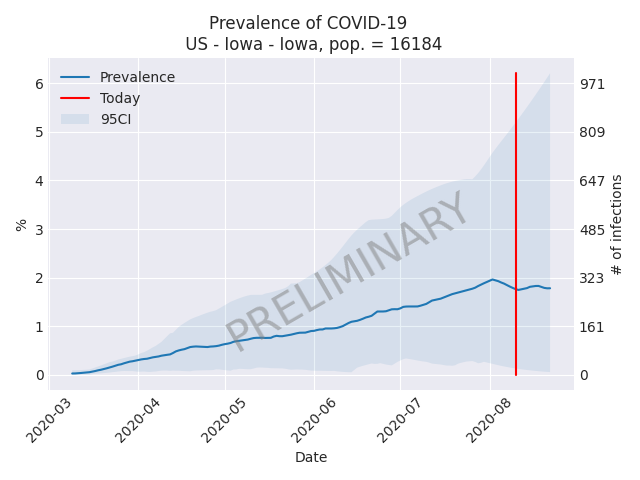 Prevalence of COVID-19
US - Iowa - Iowa, pop. = 16184
Prevalence
Today
95CI
PRELIMINARY
%
6
5
4
3
2
1
0
971
809
647
485
323
161
0
# of infections
2020-03
2020-04
2020-05
2020-06
2020-07
2020-08
Date